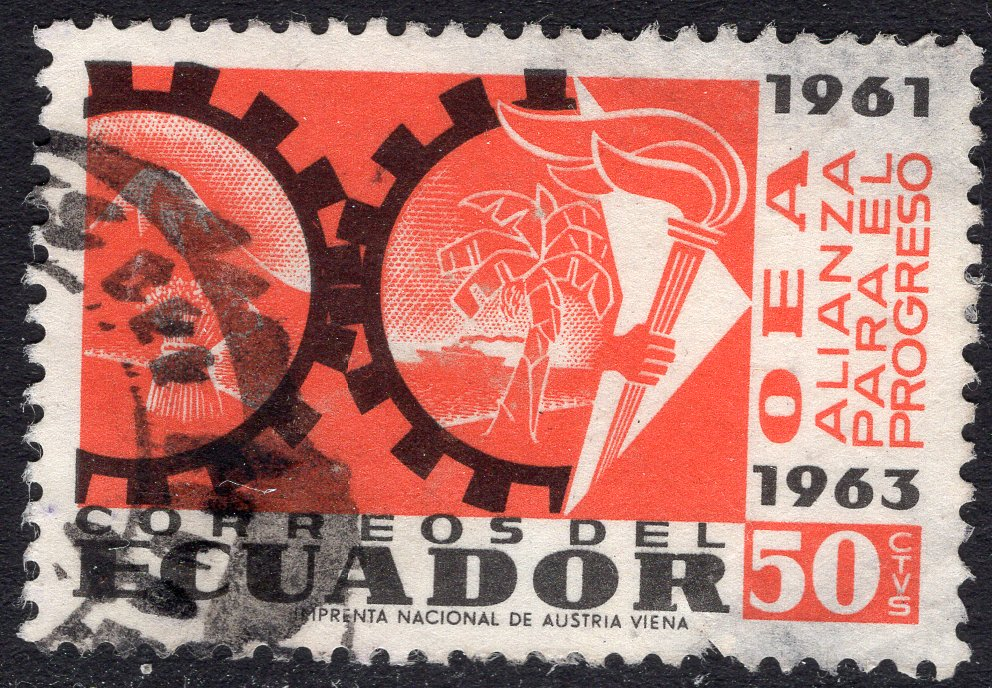 1961
OEA
ALIANZA
PARA EL
PROGRESO
1963
CORREOS DEL
ECUADOR
50 CTVS
IMPRENTA NACIONAL DE AUSTRIA VIENA